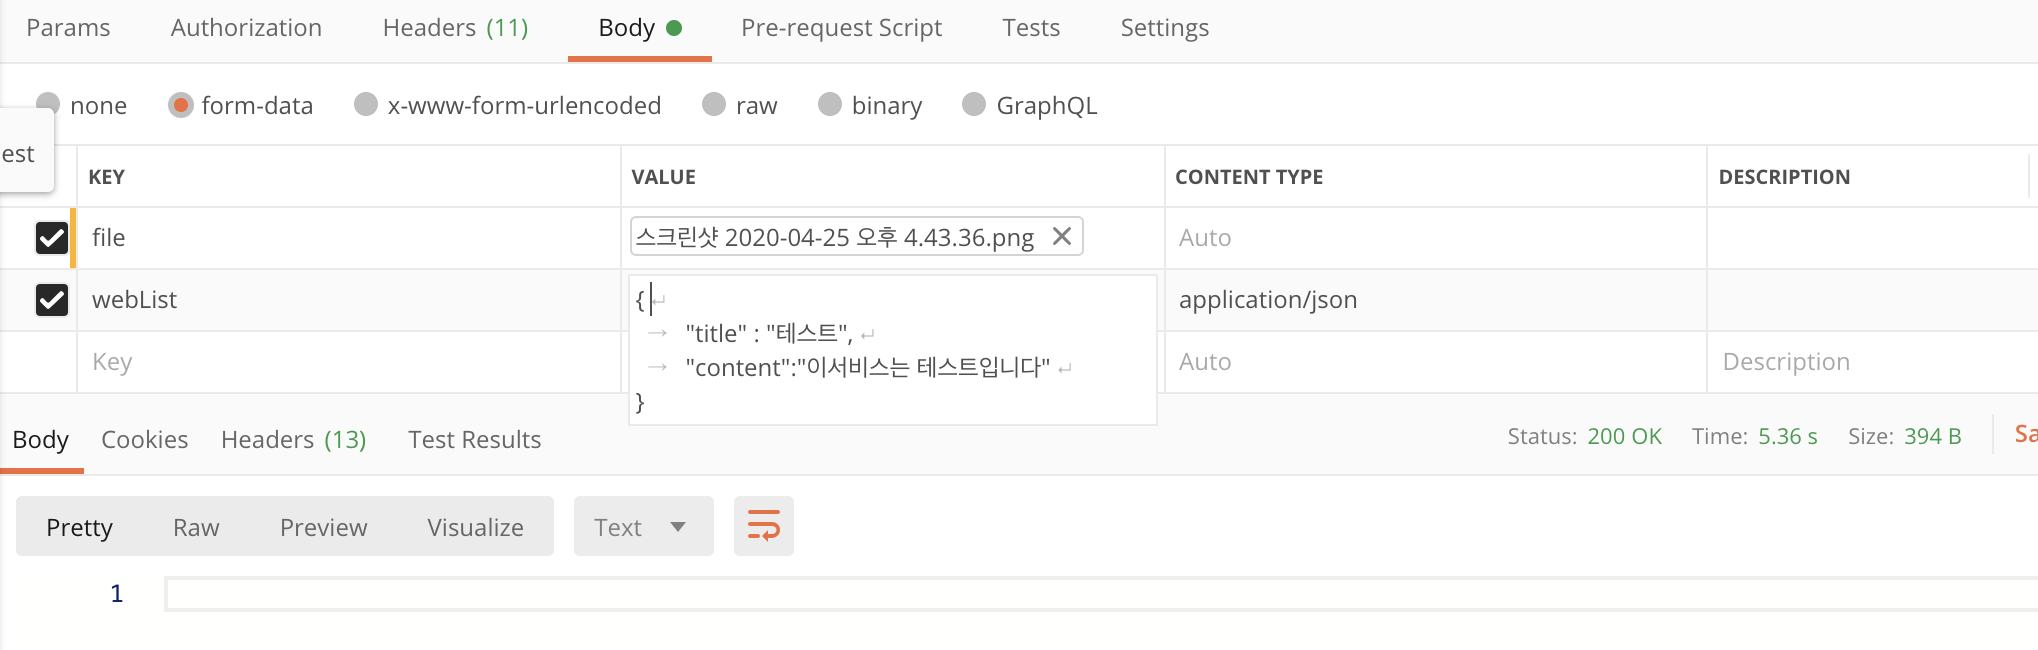 Params Authorization Headers (11) Body Pre-request Script Tests Settings
none form-data x-www-form-urlencoded raw binary GraphQL
est
KEY VALUE CONTENT TYPE DESCRIPTION
file 스크린샷 2020-04-25 오후 4.43.36.png Auto
webList { application/json
"title" : "테스트",
Key "content":"이서비스는 테스트입니다" Auto Description
}
Body Cookies Headers (13) Test Results Status: 200 OK Time: 5.36 s Size: 394 B Sa
Pretty Raw Preview Visualize Text
1